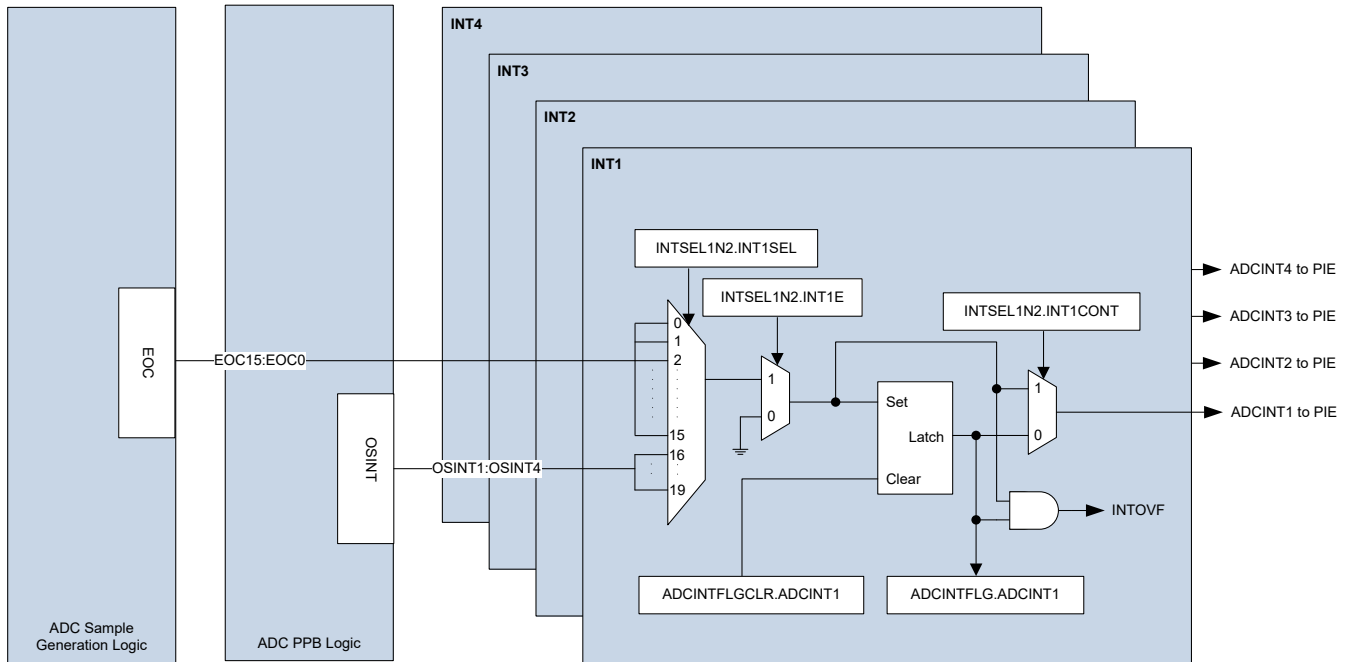 INT4
INT3
INT2
INT1
INTSEL1N2.INT1SEL
INTSEL1N2.INT1E
INTSEL1N2.INT1CONT
ADCINT4 to PIE
ADCINT3 to PIE
ADCINT2 to PIE
ADCINT1 to PIE
EOC
EOC15:EOC0
OSINT
OSINT1:OSINT4
0
1
2
15
16
19
1
0
Set
Latch
Clear
1
0
INTOVF
ADCINTFLGCLR.ADCINT1
ADCINTFLG.ADCINT1
ADC Sample
Generation Logic
ADC PPB Logic